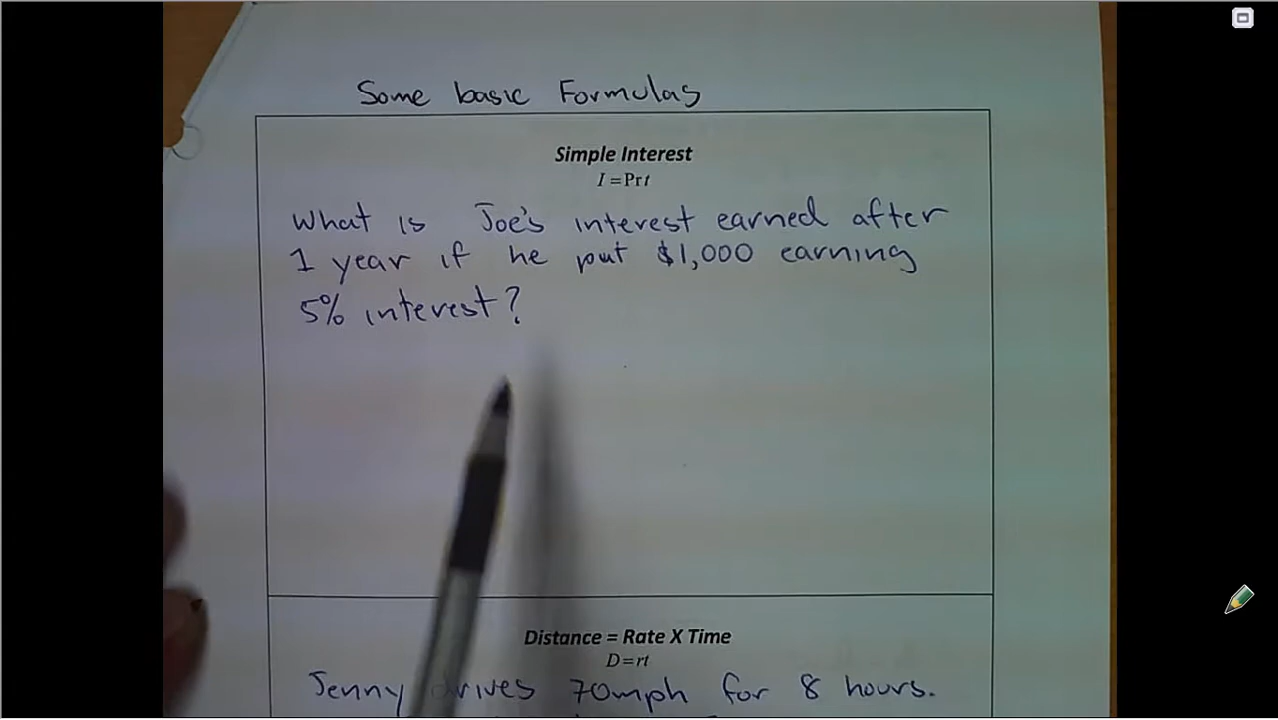 Some basic Formulas
Simple Interest
I = Prt
What is Joe's interest earned after
1 year if he put $1,000 earning
5% interest?
Distance = Rate X Time
D = rt
Jenny drives 70mph for 8 hours.